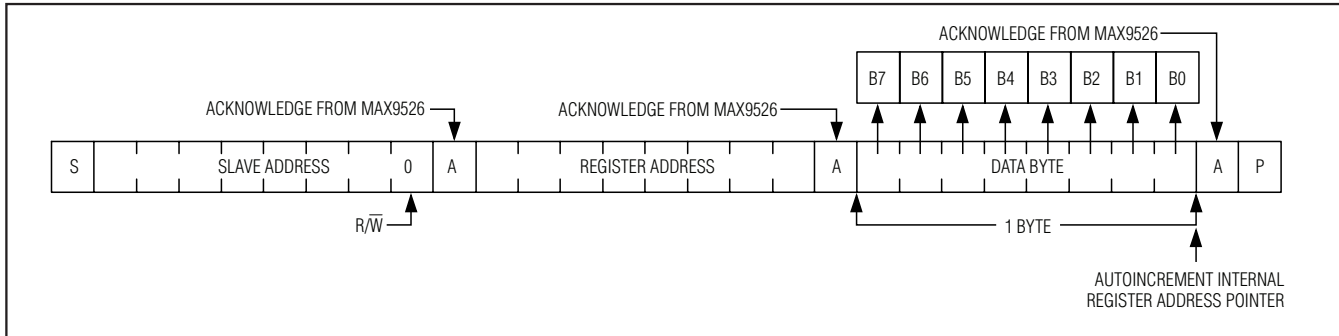 ACKNOWLEDGE FROM MAX9526
B7 B6 B5 B4 B3 B2 B1 B0
ACKNOWLEDGE FROM MAX9526 ACKNOWLEDGE FROM MAX9526
S SLAVE ADDRESS 0 A REGISTER ADDRESS A DATA BYTE A P
R/W̅ 1 BYTE
AUTOINCREMENT INTERNAL
REGISTER ADDRESS POINTER